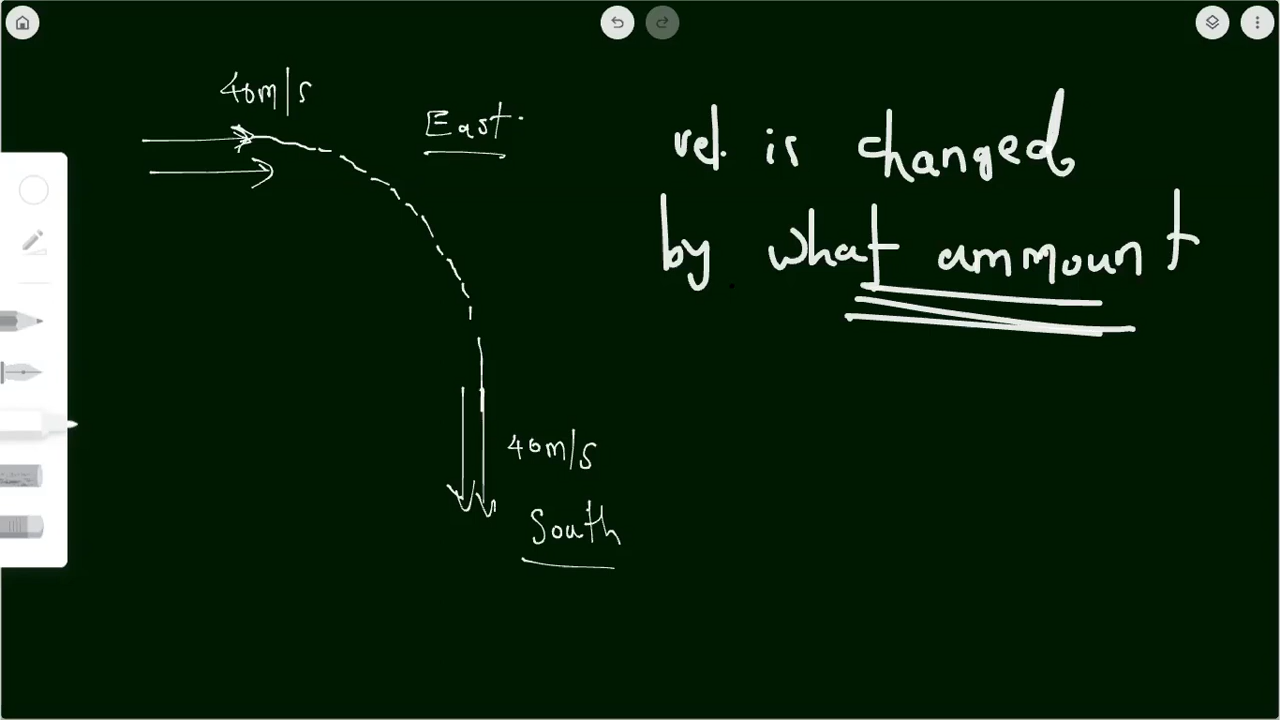 40m/s
East.
vel. is changed
by what ammount
40m/s
South